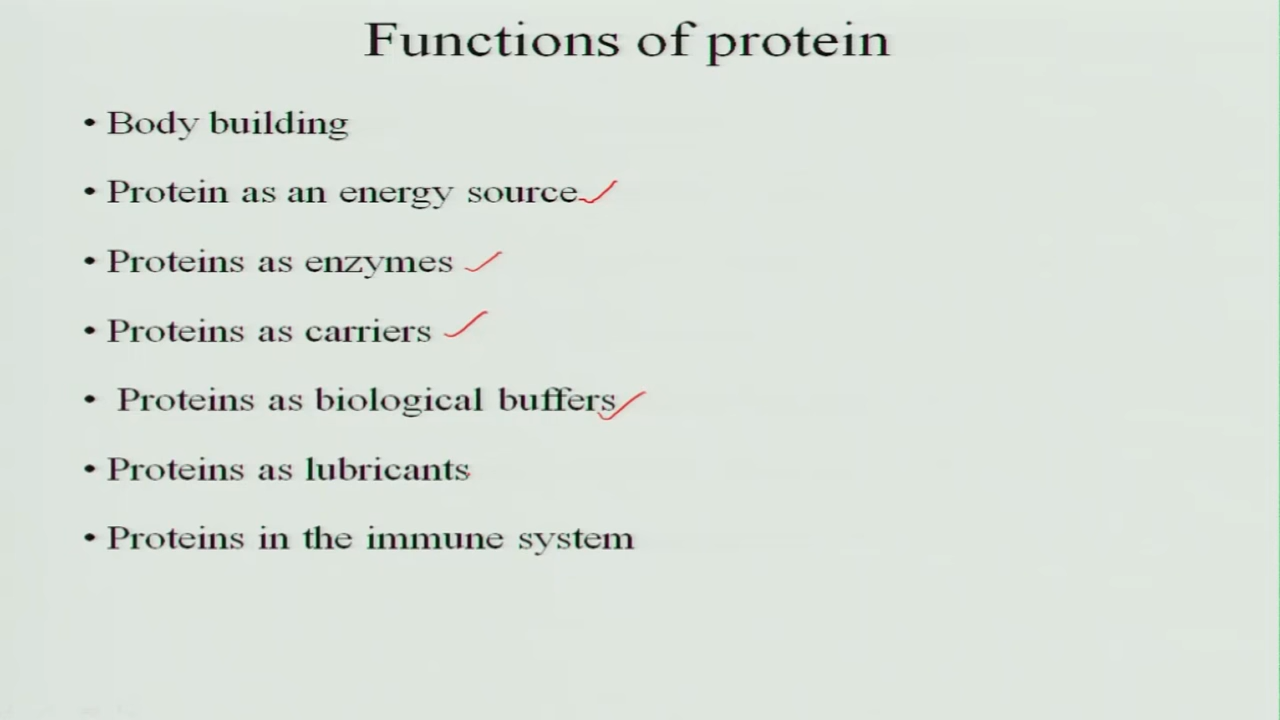 Functions of protein
• Body building
• Protein as an energy source
• Proteins as enzymes
• Proteins as carriers
• Proteins as biological buffers
• Proteins as lubricants
• Proteins in the immune system